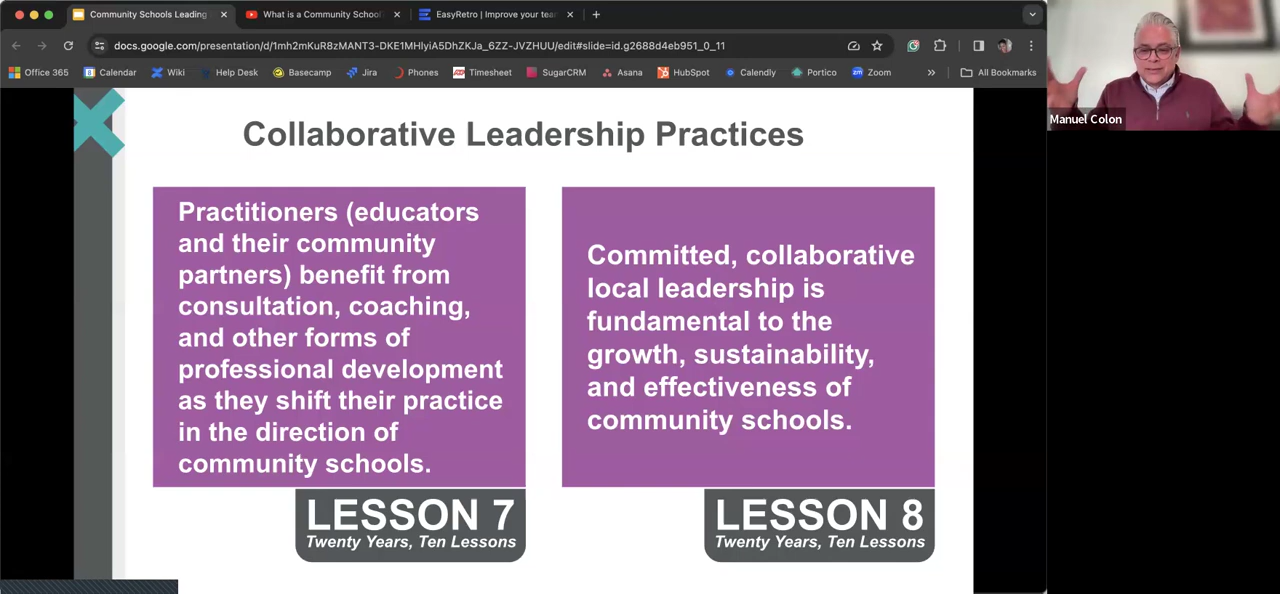 Community Schools Leading
What is a Community School
EasyRetro | Improve your tea
docs.google.com/presentation/d/1mh2mKuR8zMANT3-DKE1MHlyiA5DhZKJa_6ZZ-JVZHUU/edit#slide=id.g2688d4eb951_0_11
Office 365
Calendar
Wiki
Help Desk
Basecamp
Jira
Phones
Timesheet
SugarCRM
Asana
HubSpot
Calendly
Portico
Zoom
All Bookmarks
Manuel Colon
Collaborative Leadership Practices
Practitioners (educators
and their community
partners) benefit from
consultation, coaching,
and other forms of
professional development
as they shift their practice
in the direction of
community schools.
LESSON 7
Twenty Years, Ten Lessons
Committed, collaborative
local leadership is
fundamental to the
growth, sustainability,
and effectiveness of
community schools.
LESSON 8
Twenty Years, Ten Lessons